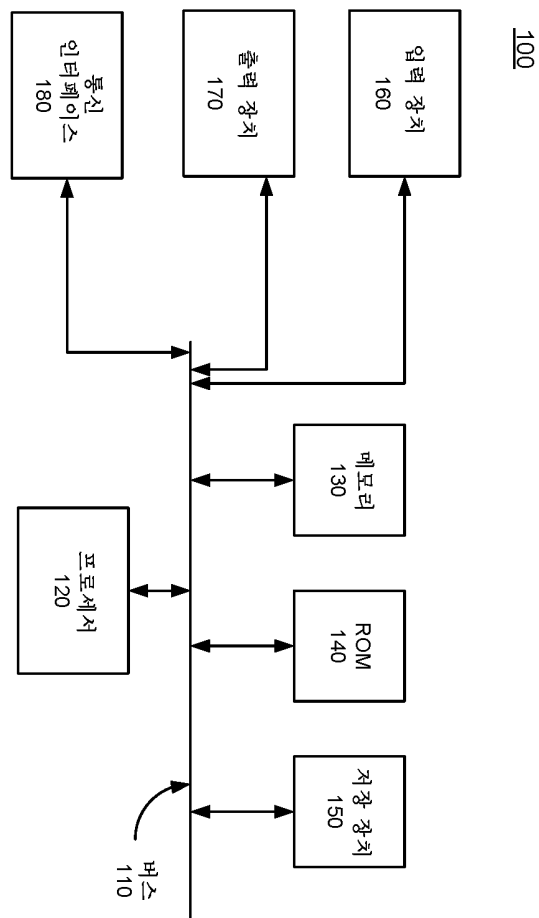 100
입력 장치
160
출력 장치
170
통신
인터페이스
180
메모리
130
ROM
140
저장 장치
150
프로세서
120
버스
110